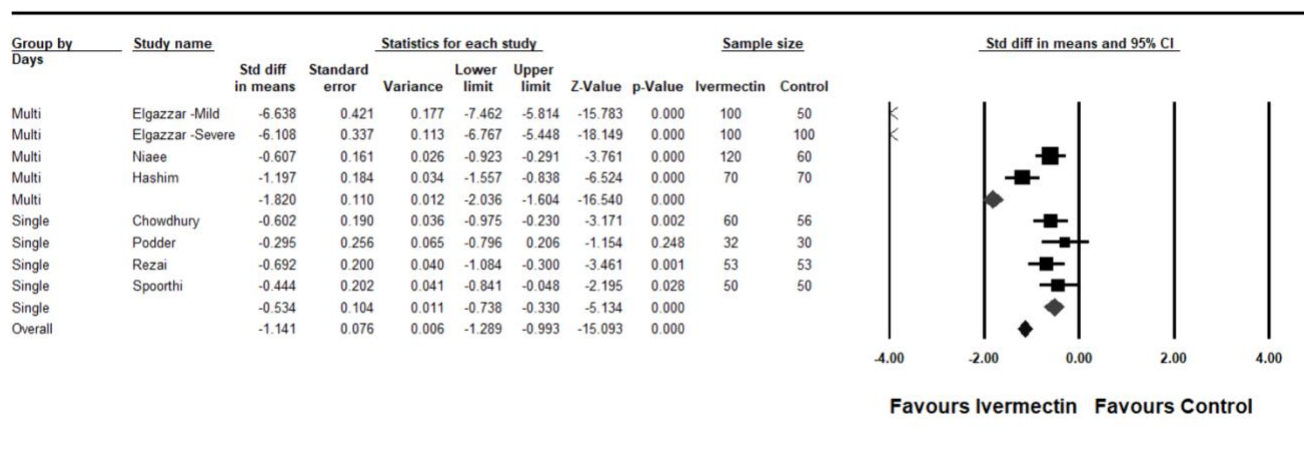 Group by Study name Statistics for each study Sample size Std diff in means and 95% CI
Days
Std diff Standard Lower Upper
in means error Variance limit limit Z-Value p-Value Ivermectin Control
Multi Elgazzar -Mild -6.638 0.421 0.177 -7.462 -5.814 -15.783 0.000 100 50
Multi Elgazzar -Severe -6.108 0.337 0.113 -6.767 -5.448 -18.149 0.000 100 100
Multi Niaee -0.607 0.161 0.026 -0.923 -0.291 -3.761 0.000 120 60
Multi Hashim -1.197 0.184 0.034 -1.557 -0.838 -6.524 0.000 70 70
Multi -1.820 0.110 0.012 -2.036 -1.604 -16.540 0.000
Single Chowdhury -0.602 0.190 0.036 -0.975 -0.230 -3.171 0.002 60 56
Single Podder -0.295 0.256 0.065 -0.796 0.206 -1.154 0.248 32 30
Single Rezai -0.692 0.200 0.040 -1.084 -0.300 -3.461 0.001 53 53
Single Spoorthi -0.444 0.202 0.041 -0.841 -0.048 -2.195 0.028 50 50
Single -0.534 0.104 0.011 -0.738 -0.330 -5.134 0.000
Overall -1.141 0.076 0.006 -1.289 -0.993 -15.093 0.000
-4.00 -2.00 0.00 2.00 4.00
Favours Ivermectin Favours Control